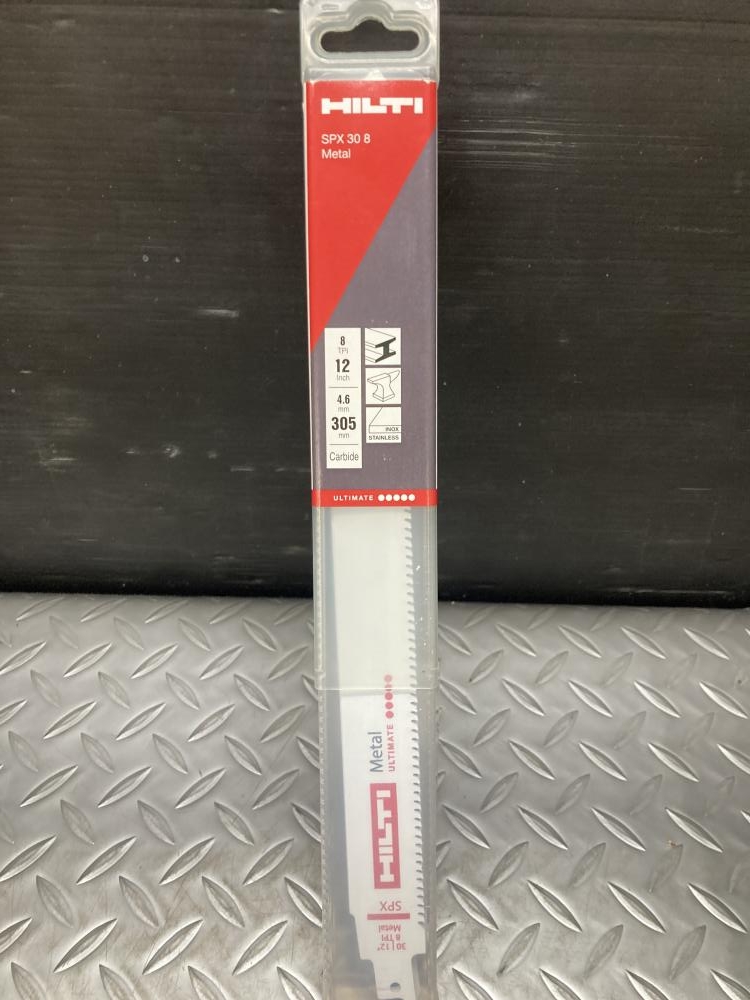 HILTI
SPX 30 8
Metal
8
TPI
12
Inch
4.6
mm
305
mm
Carbide
INOX
STAINLESS
ULTIMATE
Metal
ULTIMATE
HILTI
SPX
30 | 12"
8 TPI
Metal